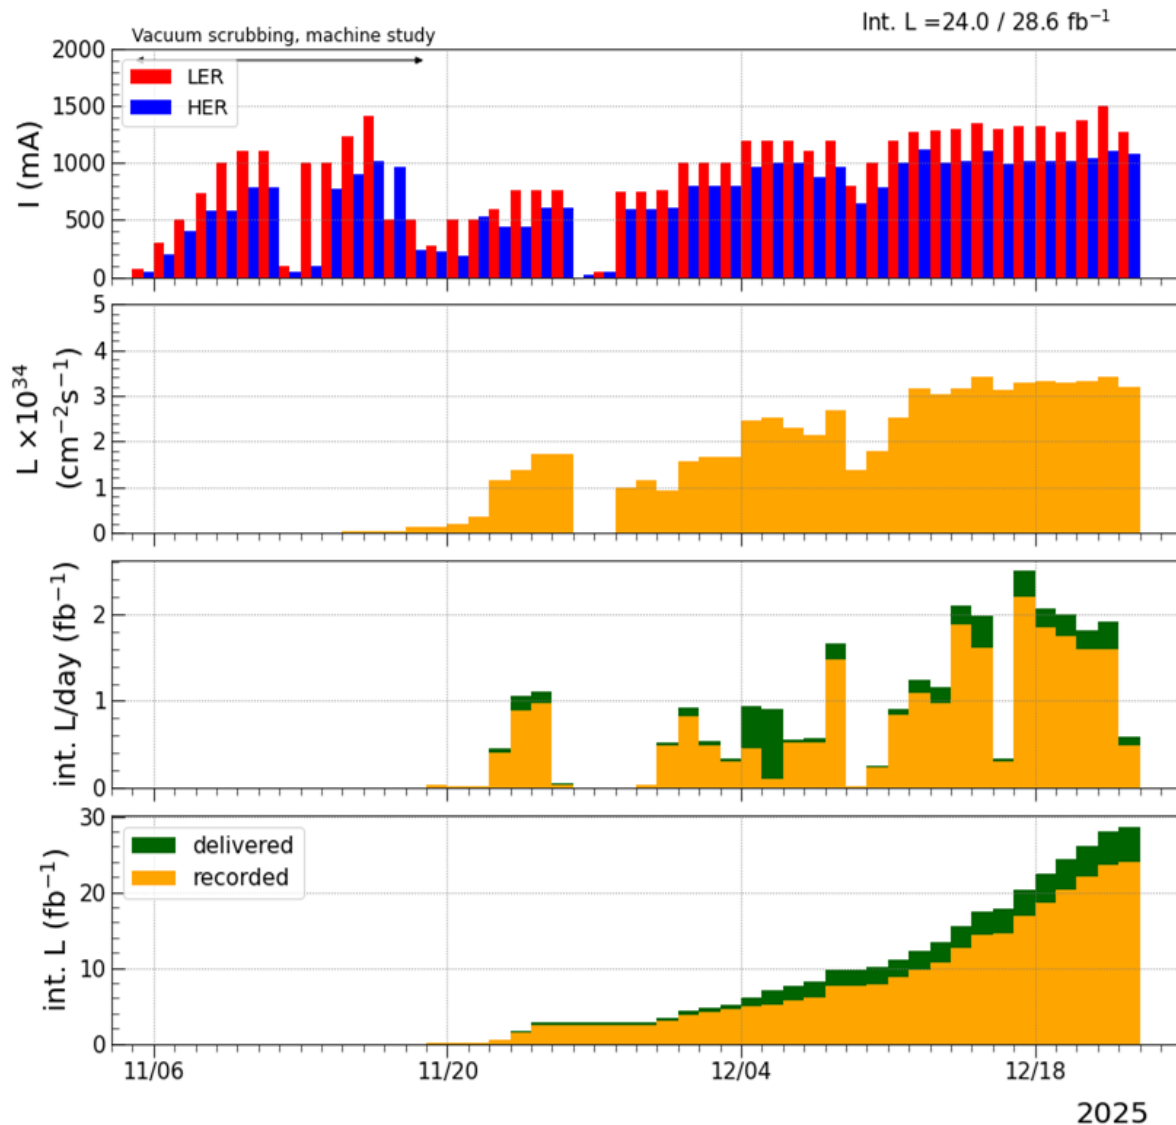 Int. L =24.0 / 28.6 fb⁻¹
Vacuum scrubbing, machine study
2000
1500
1000
500
0
I (mA)
LER
HER
5
4
3
2
1
0
L ×10³⁴
(cm⁻²s⁻¹)
2
1
0
int. L/day (fb⁻¹)
30
20
10
0
int. L (fb⁻¹)
delivered
recorded
11/06 11/20 12/04 12/18
2025